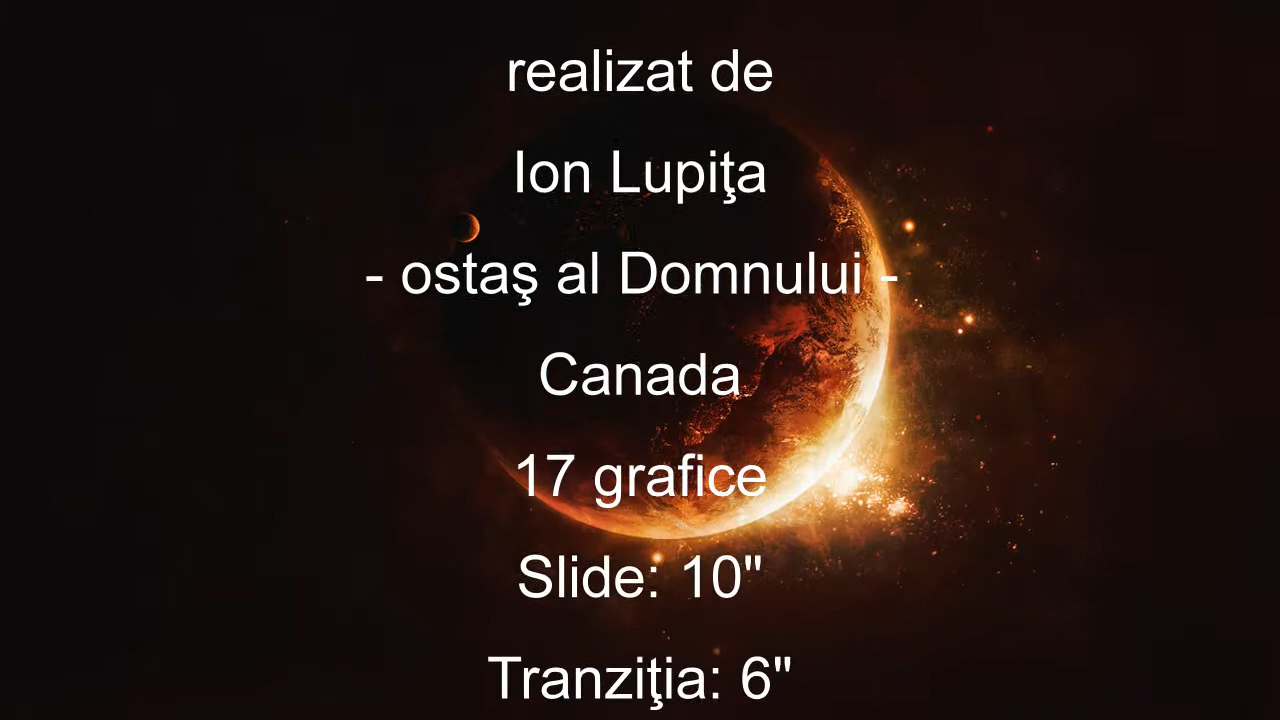 realizat de
Ion Lupiţa
- ostaş al Domnului -
Canada
17 grafice
Slide: 10"
Tranziţia: 6"